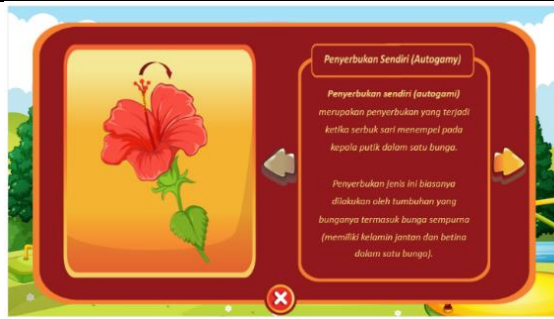 Penyerbukan Sendiri (Autogamy)
Penyerbukan sendiri (autogami)
merupakan penyerbukan yang terjadi
ketika serbuk sari menempel pada
kepala putik dalam satu bunga.
Penyerbukan jenis ini biasanya
dilakukan oleh tumbuhan yang
bunganya termasuk bunga sempurna
(memiliki kelamin jantan dan betina
dalam satu bunga).